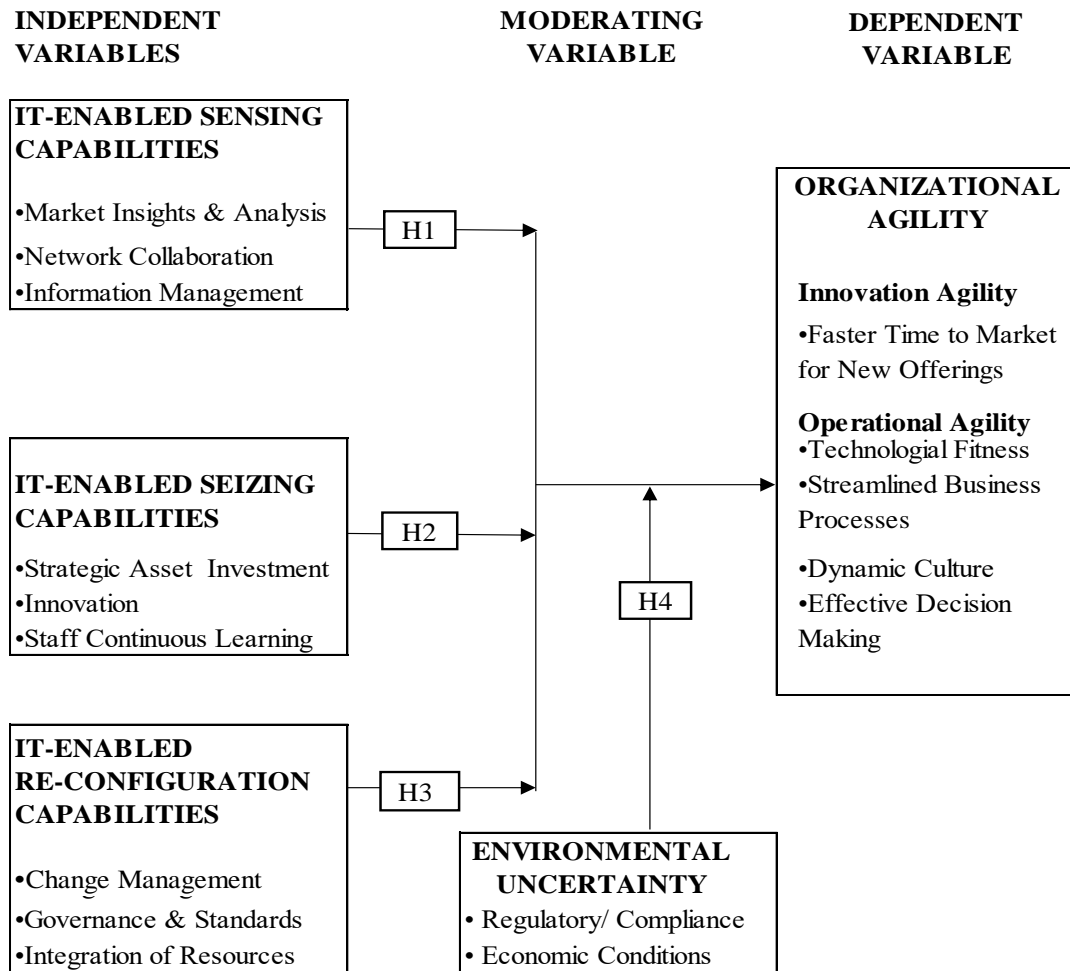 INDEPENDENT
VARIABLES
MODERATING
VARIABLE
DEPENDENT
VARIABLE
IT-ENABLED SENSING
CAPABILITIES
•Market Insights & Analysis
•Network Collaboration
•Information Management
H1
IT-ENABLED SEIZING
CAPABILITIES
•Strategic Asset Investment
•Innovation
•Staff Continuous Learning
H2
IT-ENABLED
RE-CONFIGURATION
CAPABILITIES
•Change Management
•Governance & Standards
•Integration of Resources
H3
ENVIRONMENTAL
UNCERTAINTY
• Regulatory/ Compliance
• Economic Conditions
H4
ORGANIZATIONAL
AGILITY
Innovation Agility
•Faster Time to Market
for New Offerings
Operational Agility
•Technologial Fitness
•Streamlined Business
Processes
•Dynamic Culture
•Effective Decision
Making